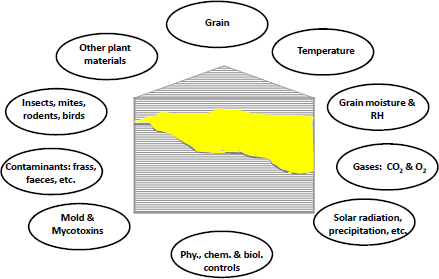 Grain
Other plant
materials
Temperature
Insects, mites,
rodents, birds
Grain moisture &
RH
Contaminants: frass,
faeces, etc.
Gases: CO₂ & O₂
Mold &
Mycotoxins
Solar radiation,
precipitation, etc.
Phy., chem. & biol.
controls